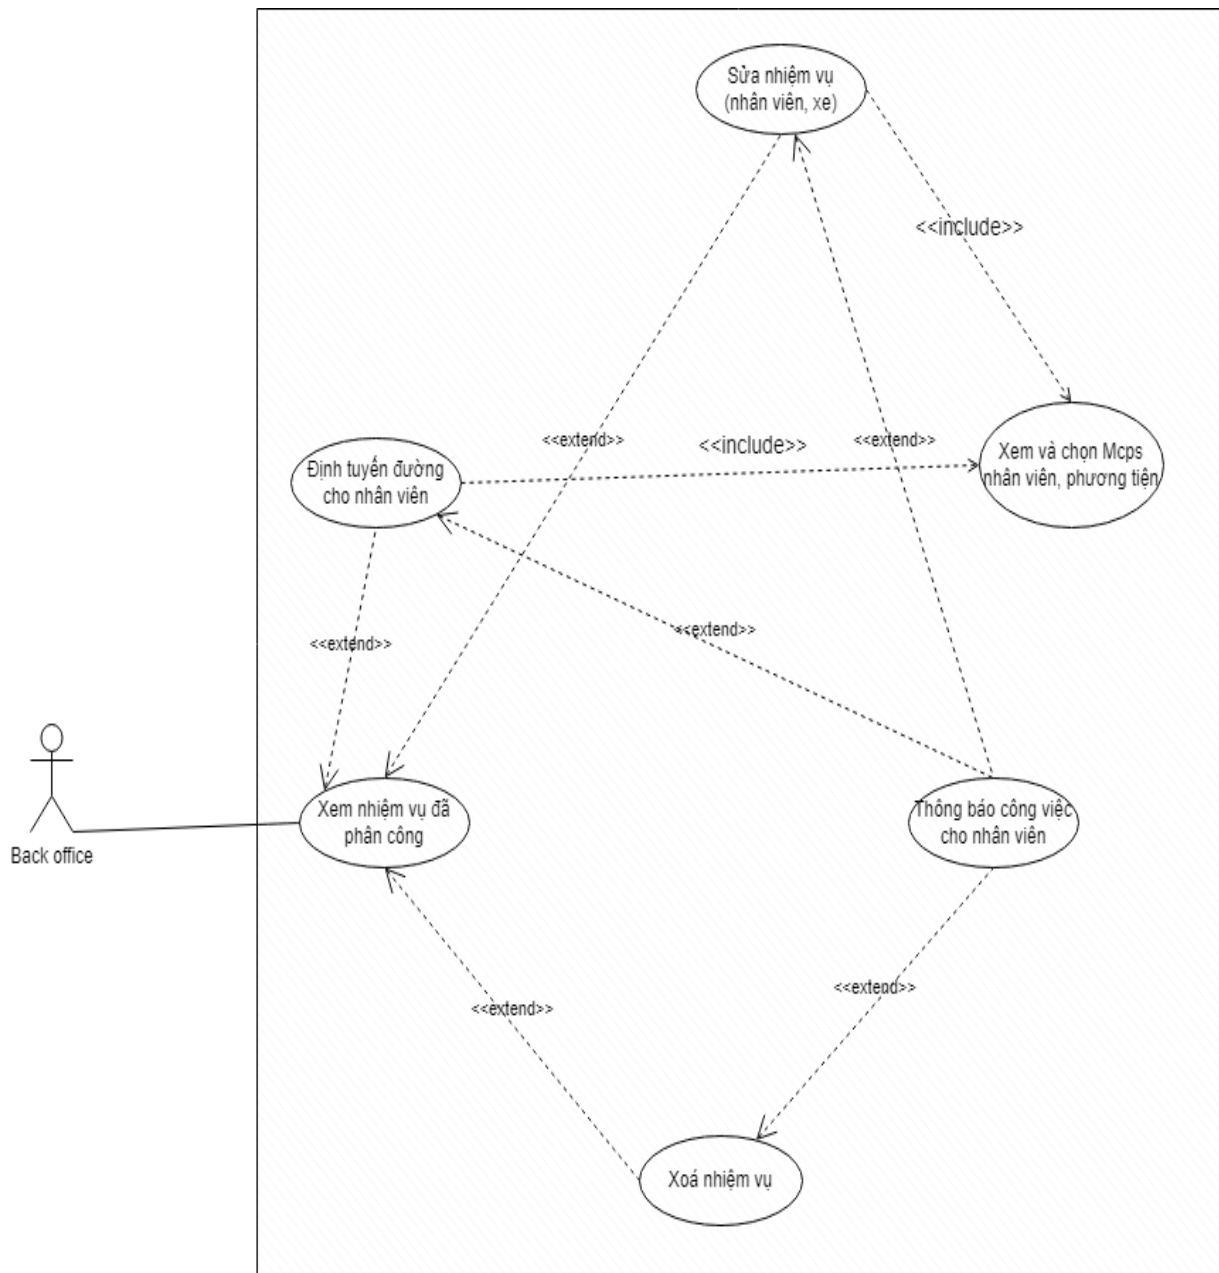 Sửa nhiệm vụ
(nhân viên, xe)
<<include>>
<<extend>>
<<include>>
<<extend>>
Định tuyến đường
cho nhân viên
Xem và chọn Mcps
nhân viên, phương tiện
<<extend>>
<<extend>>
Back office
Xem nhiệm vụ đã
phân công
Thông báo công việc
cho nhân viên
<<extend>>
<<extend>>
Xoá nhiệm vụ